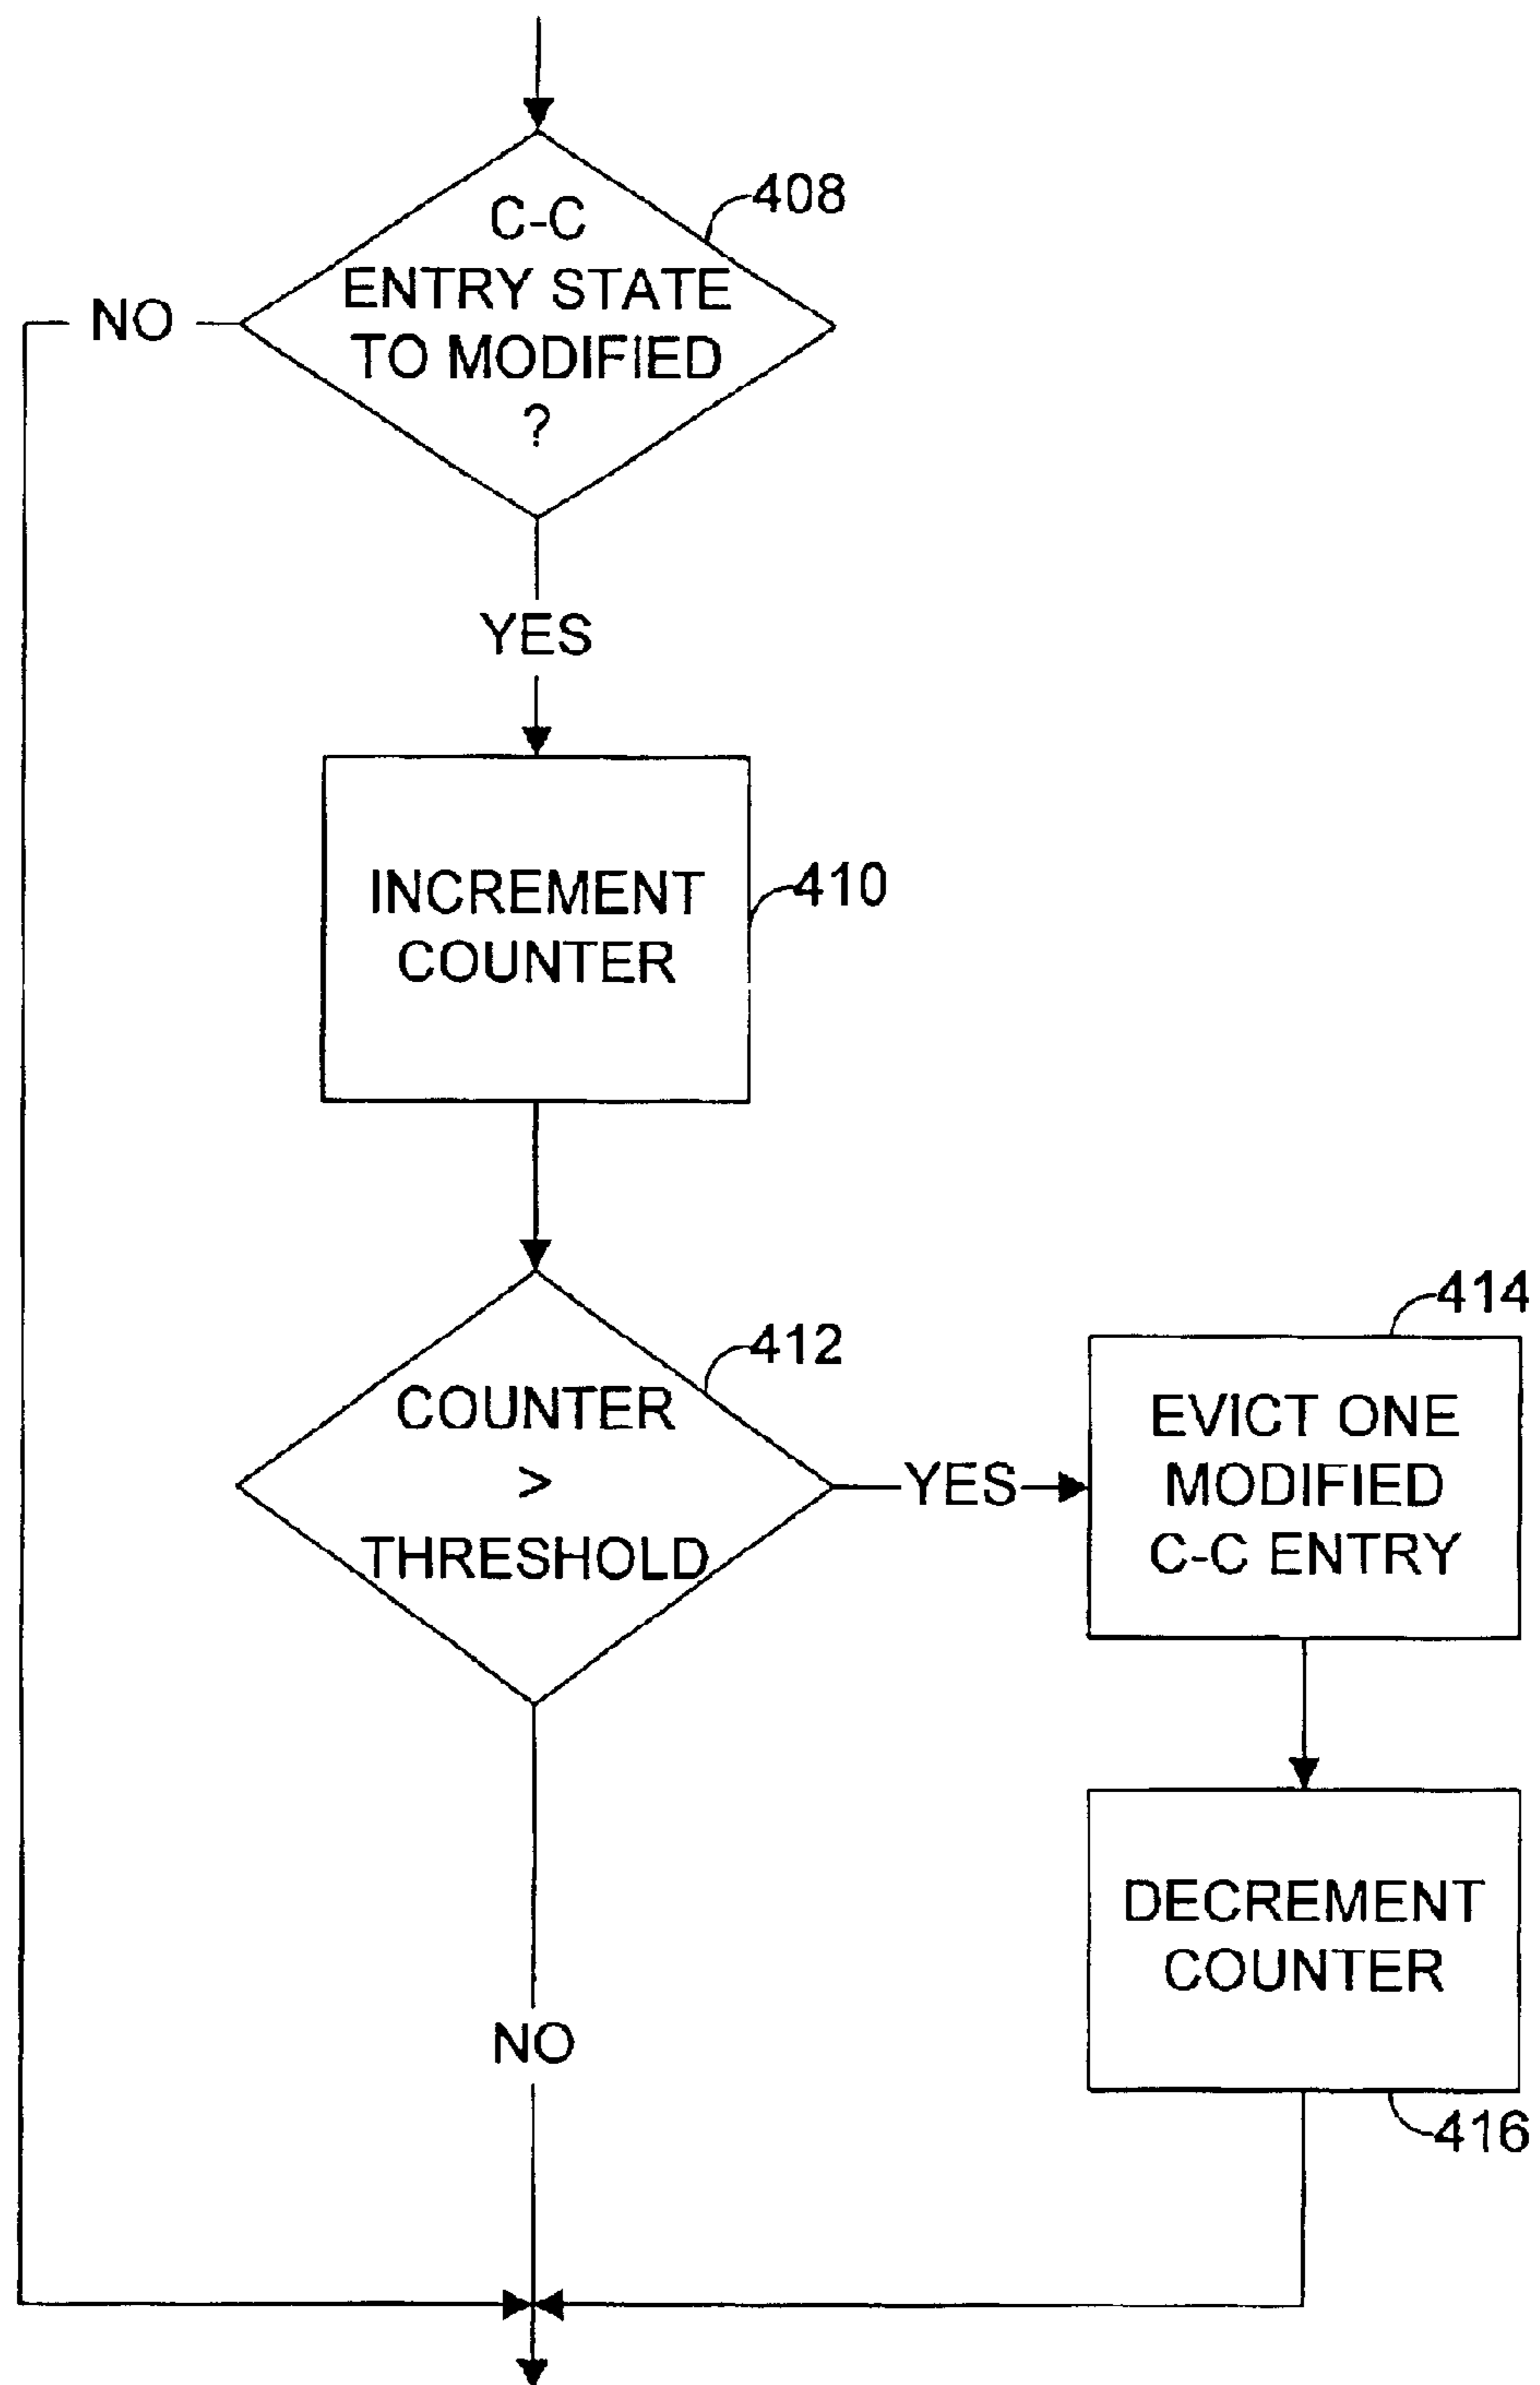 408
C-C
ENTRY STATE
TO MODIFIED
?
NO
YES
INCREMENT
COUNTER
410
412
COUNTER
>
THRESHOLD
YES
414
EVICT ONE
MODIFIED
C-C ENTRY
DECREMENT
COUNTER
416
NO